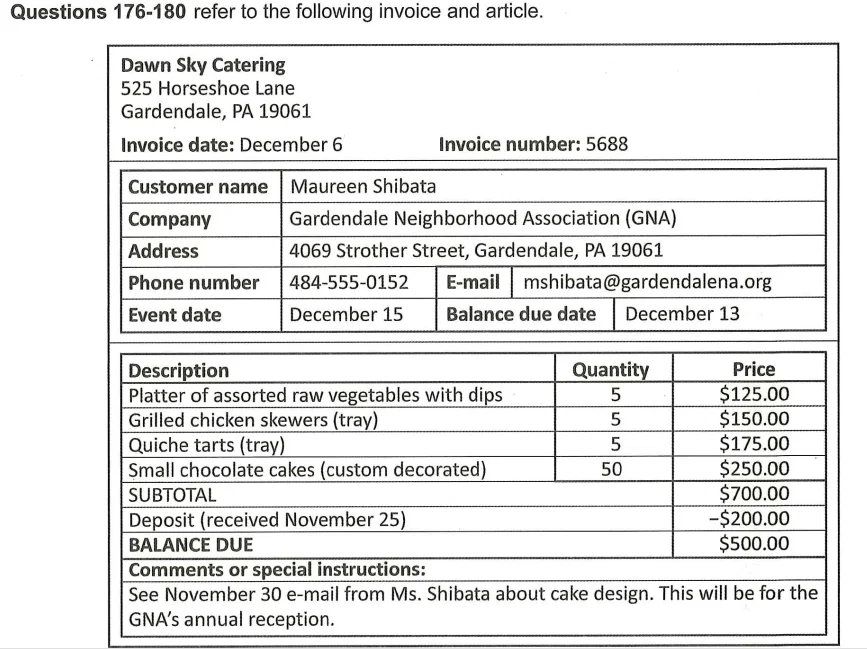 Questions 176-180 refer to the following invoice and article.
Dawn Sky Catering
525 Horseshoe Lane
Gardendale, PA 19061
Invoice date: December 6 Invoice number: 5688
Customer name Maureen Shibata
Company Gardendale Neighborhood Association (GNA)
Address 4069 Strother Street, Gardendale, PA 19061
Phone number 484-555-0152 E-mail mshibata@gardendalena.org
Event date December 15 Balance due date December 13
Description Quantity Price
Platter of assorted raw vegetables with dips 5 $125.00
Grilled chicken skewers (tray) 5 $150.00
Quiche tarts (tray) 5 $175.00
Small chocolate cakes (custom decorated) 50 $250.00
SUBTOTAL $700.00
Deposit (received November 25) –$200.00
BALANCE DUE $500.00
Comments or special instructions:
See November 30 e-mail from Ms. Shibata about cake design. This will be for the
GNA's annual reception.